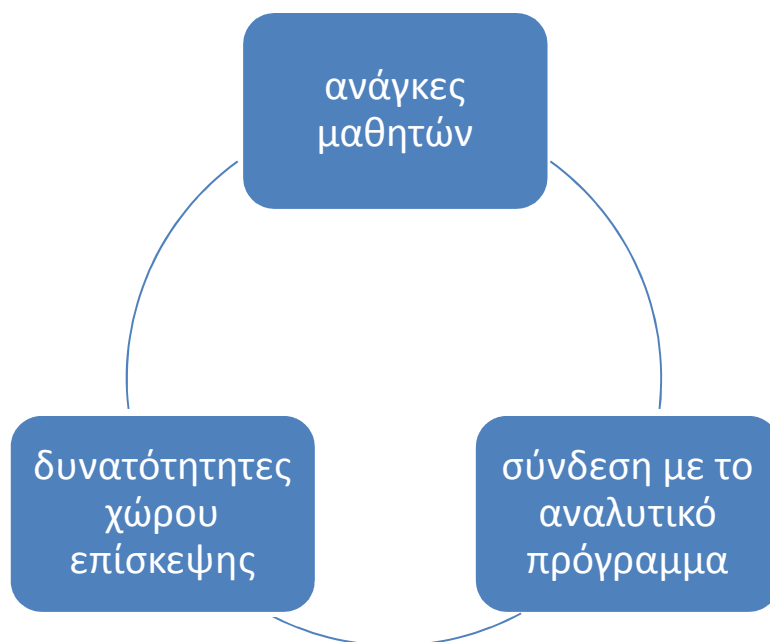 ανάγκες
μαθητών
δυνατότητητες
χώρου
επίσκεψης
σύνδεση με το
αναλυτικό
πρόγραμμα